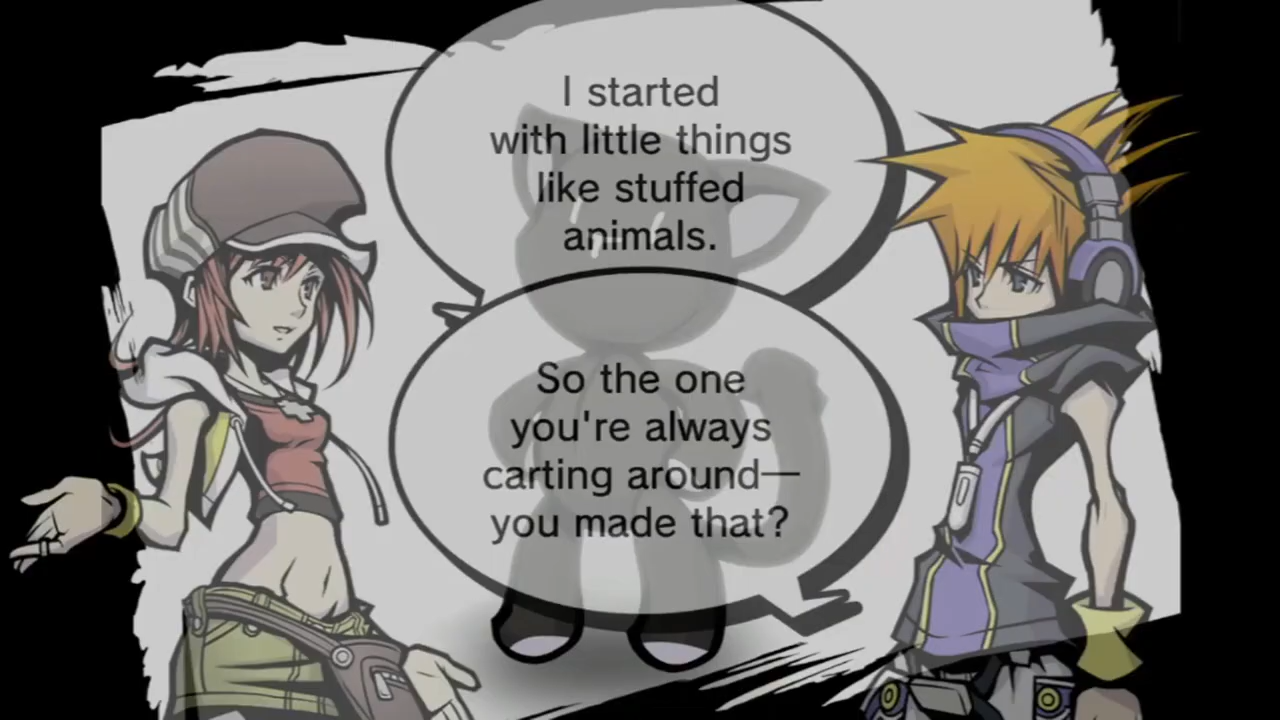 I started
with little things
like stuffed
animals.
So the one
you're always
carting around—
you made that?